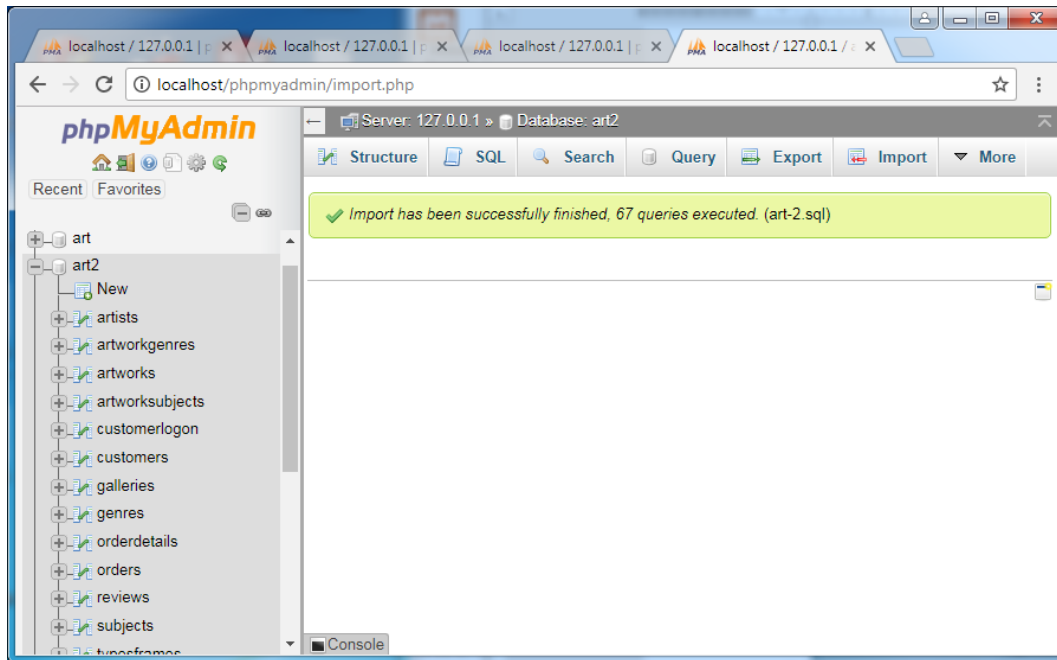 localhost / 127.0.0.1 | p
localhost / 127.0.0.1 | p
localhost / 127.0.0.1 | p
localhost / 127.0.0.1 / a
localhost/phpmyadmin/import.php
phpMyAdmin
Recent Favorites
art
art2
New
artists
artworkgenres
artworks
artworksubjects
customerlogon
customers
galleries
genres
orderdetails
orders
reviews
subjects
typesframes
Server: 127.0.0.1 » Database: art2
Structure SQL Search Query Export Import More
Import has been successfully finished, 67 queries executed. (art-2.sql)
Console